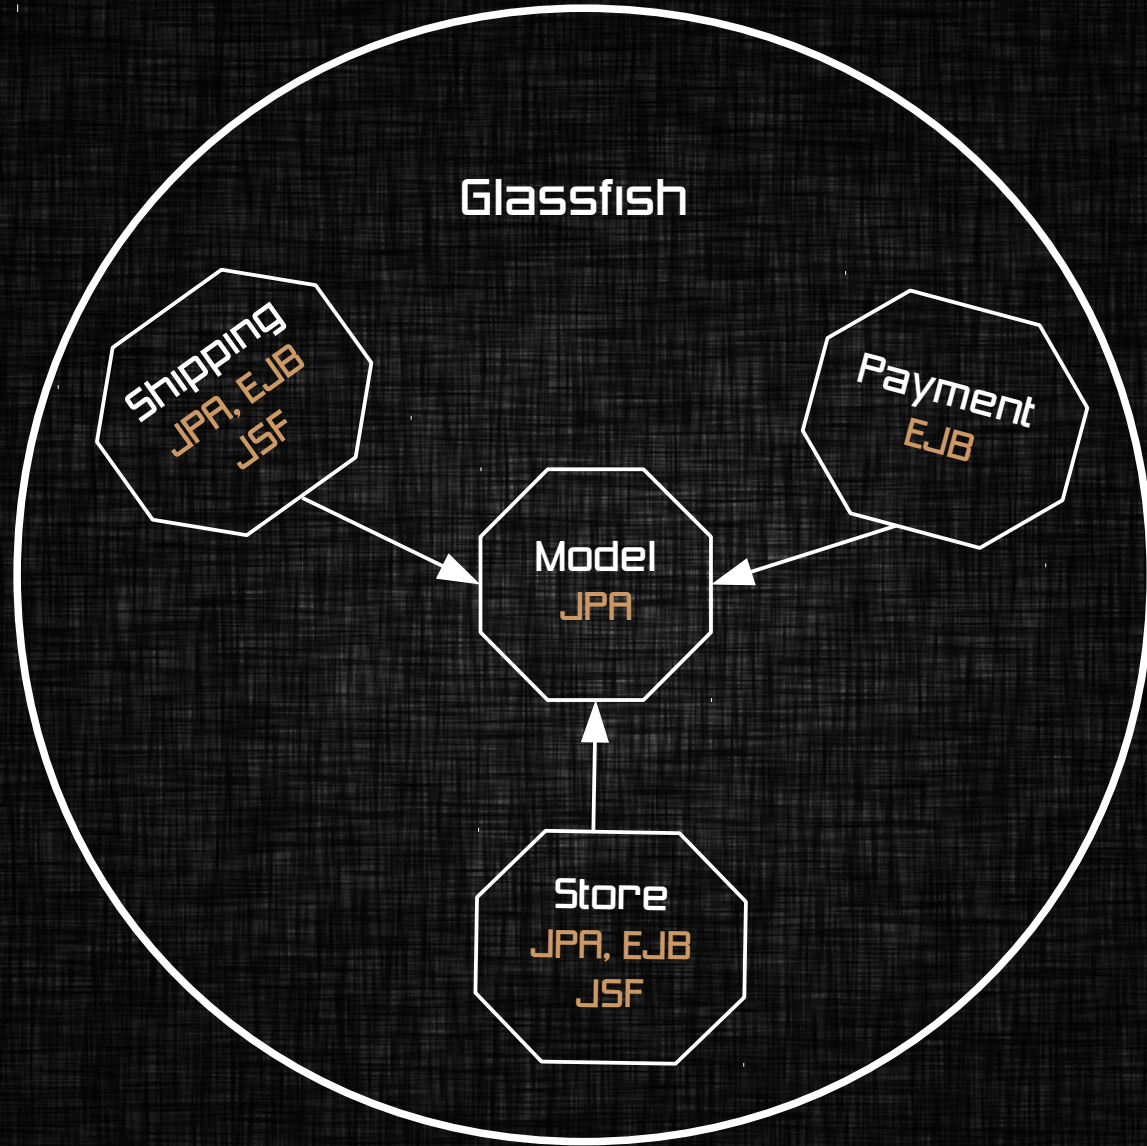 Glassfish
Shipping
JPA, EJB
JSF
Payment
EJB
Model
JPA
Store
JPA, EJB
JSF